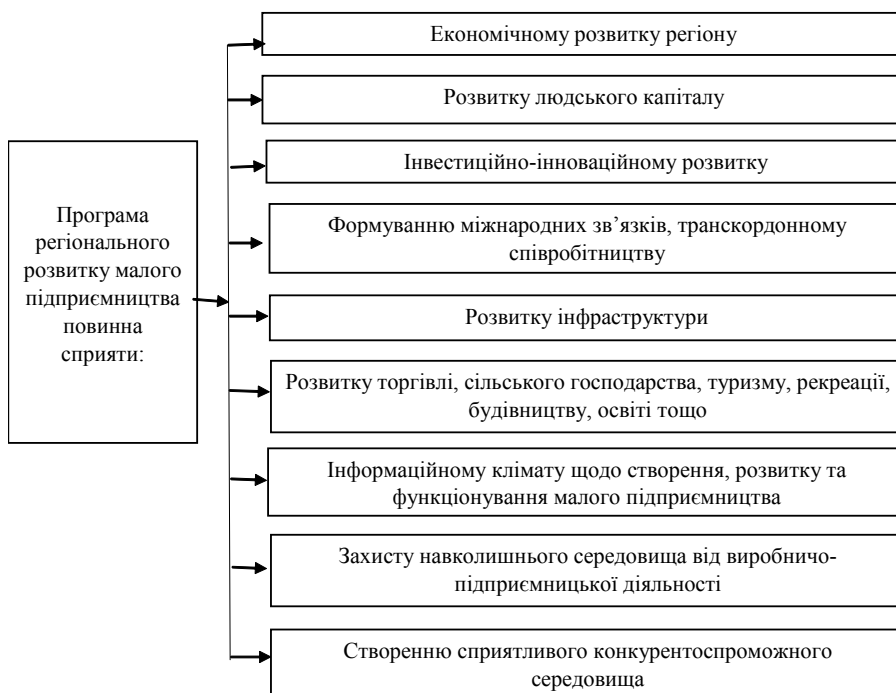 Програма
регіонального
розвитку малого
підприємництва
повинна
сприяти:
Економічному розвитку регіону
Розвитку людського капіталу
Інвестиційно-інноваційному розвитку
Формуванню міжнародних зв’язків, транскордонному
співробітництву
Розвитку інфраструктури
Розвитку торгівлі, сільського господарства, туризму, рекреації,
будівництву, освіті тощо
Інформаційному клімату щодо створення, розвитку та
функціонування малого підприємництва
Захисту навколишнього середовища від виробничо-
підприємницької діяльності
Створенню сприятливого конкурентоспроможного
середовища